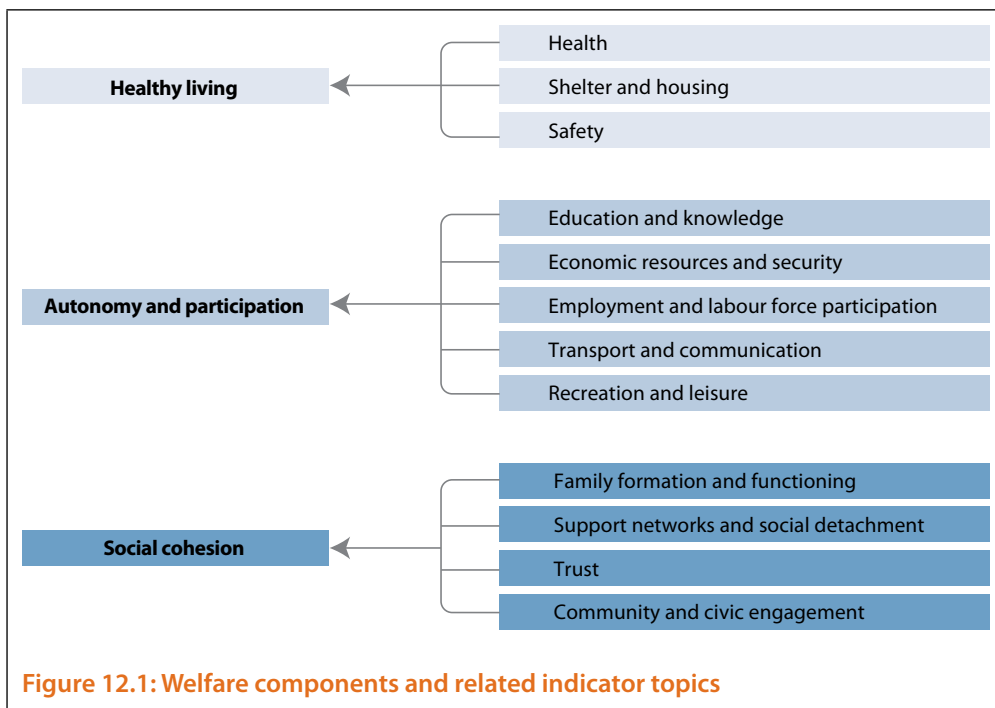 Health
Healthy living
Shelter and housing
Safety
Education and knowledge
Economic resources and security
Autonomy and participation
Employment and labour force participation
Transport and communication
Recreation and leisure
Family formation and functioning
Support networks and social detachment
Social cohesion
Trust
Community and civic engagement
Figure 12.1: Welfare components and related indicator topics